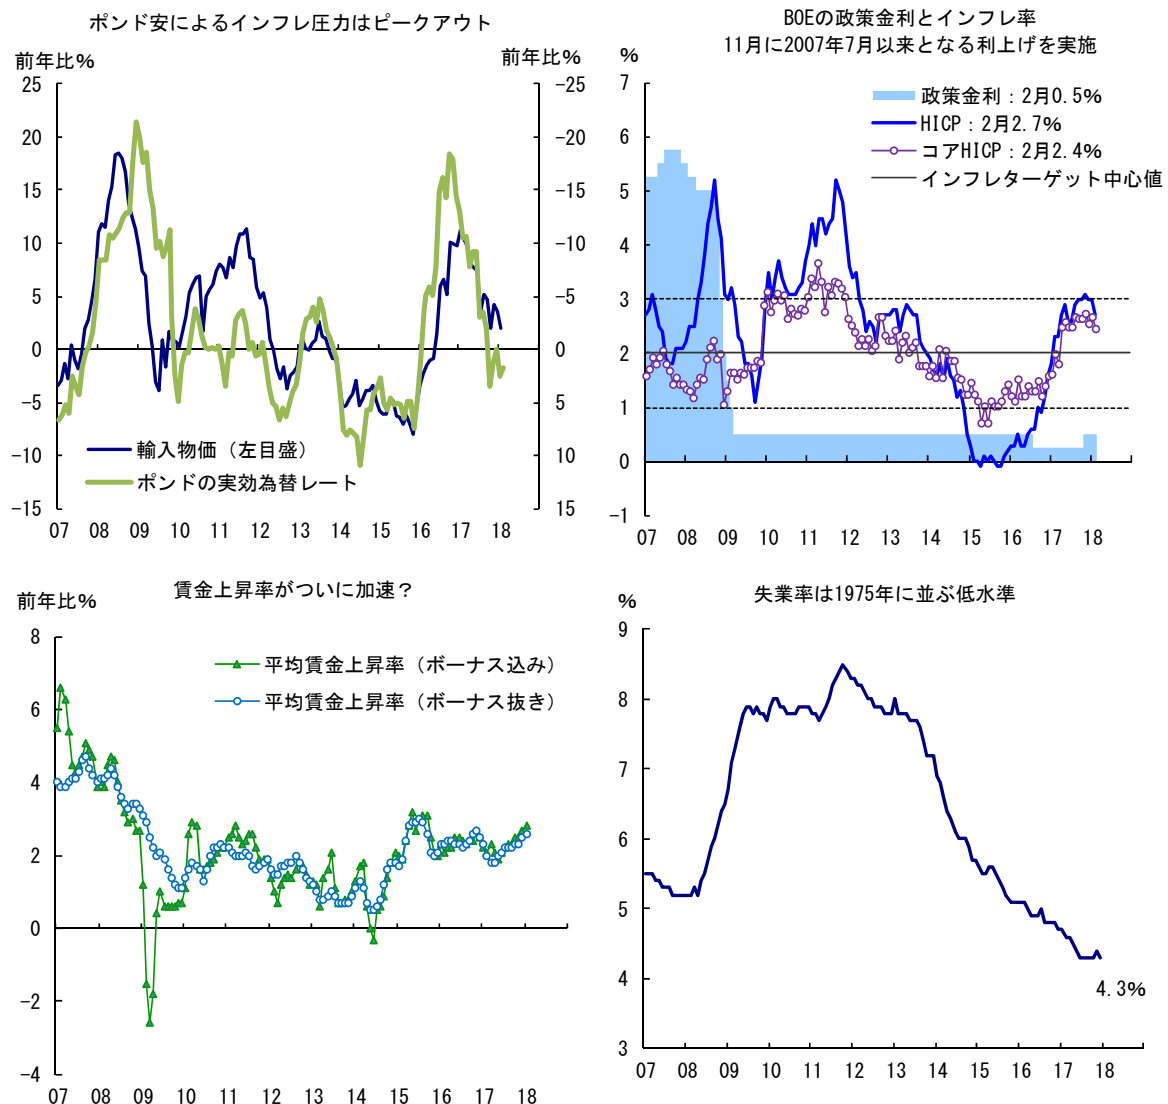 ポンド安によるインフレ圧力はピークアウト
前年比%
前年比%
25
20
15
10
5
0
-5
-10
-15
-25
-20
-15
-10
-5
0
5
10
15
輸入物価（左目盛）
ポンドの実効為替レート
07 08 09 10 11 12 13 14 15 16 17 18
BOEの政策金利とインフレ率
11月に2007年7月以来となる利上げを実施
%
7
6
5
4
3
2
1
0
-1
政策金利：2月0.5%
HICP：2月2.7%
コアHICP：2月2.4%
インフレターゲット中心値
07 08 09 10 11 12 13 14 15 16 17 18
賃金上昇率がついに加速？
前年比%
8
6
4
2
0
-2
-4
平均賃金上昇率（ボーナス込み）
平均賃金上昇率（ボーナス抜き）
07 08 09 10 11 12 13 14 15 16 17 18
失業率は1975年に並ぶ低水準
%
9
8
7
6
5
4
3
4.3%
07 08 09 10 11 12 13 14 15 16 17 18